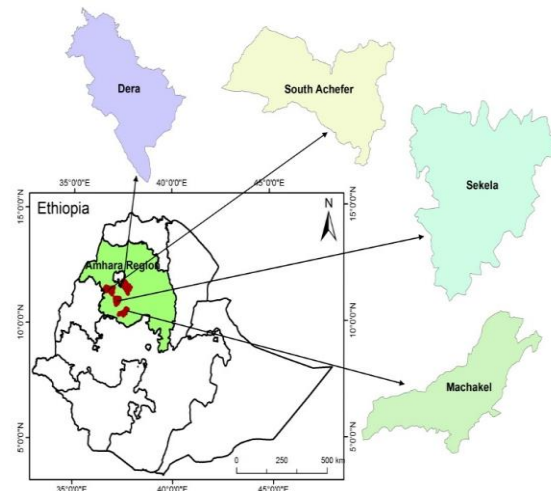 Dera
South Achefer
Sekela
35°0'0"E
40°0'0"E
45°0'0"E
Ethiopia
N
15°0'0"N
15°0'0"N
Amhara Region
10°0'0"N
10°0'0"N
Machakel
5°0'0"N
5°0'0"N
0 250 500 km
35°0'0"E
40°0'0"E
45°0'0"E